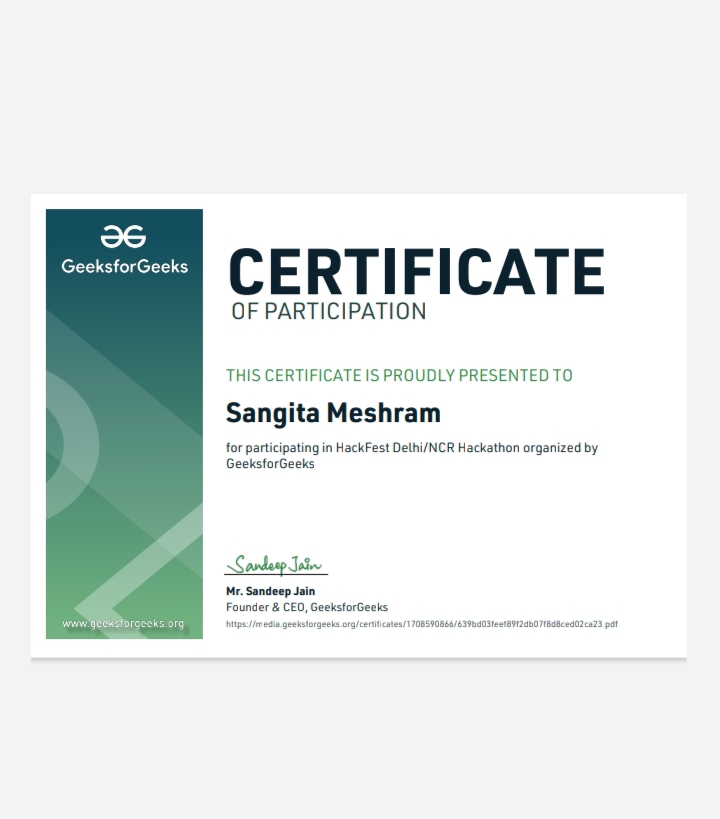 GeeksforGeeks
CERTIFICATE
OF PARTICIPATION
THIS CERTIFICATE IS PROUDLY PRESENTED TO
Sangita Meshram
for participating in HackFest Delhi/NCR Hackathon organized by
GeeksforGeeks
Sandeep Jain
Mr. Sandeep Jain
Founder & CEO, GeeksforGeeks
https://media.geeksforgeeks.org/certificates/1708590866/639bd03feef89f2db07f8d8ced02ca23.pdf
www.geeksforgeeks.org